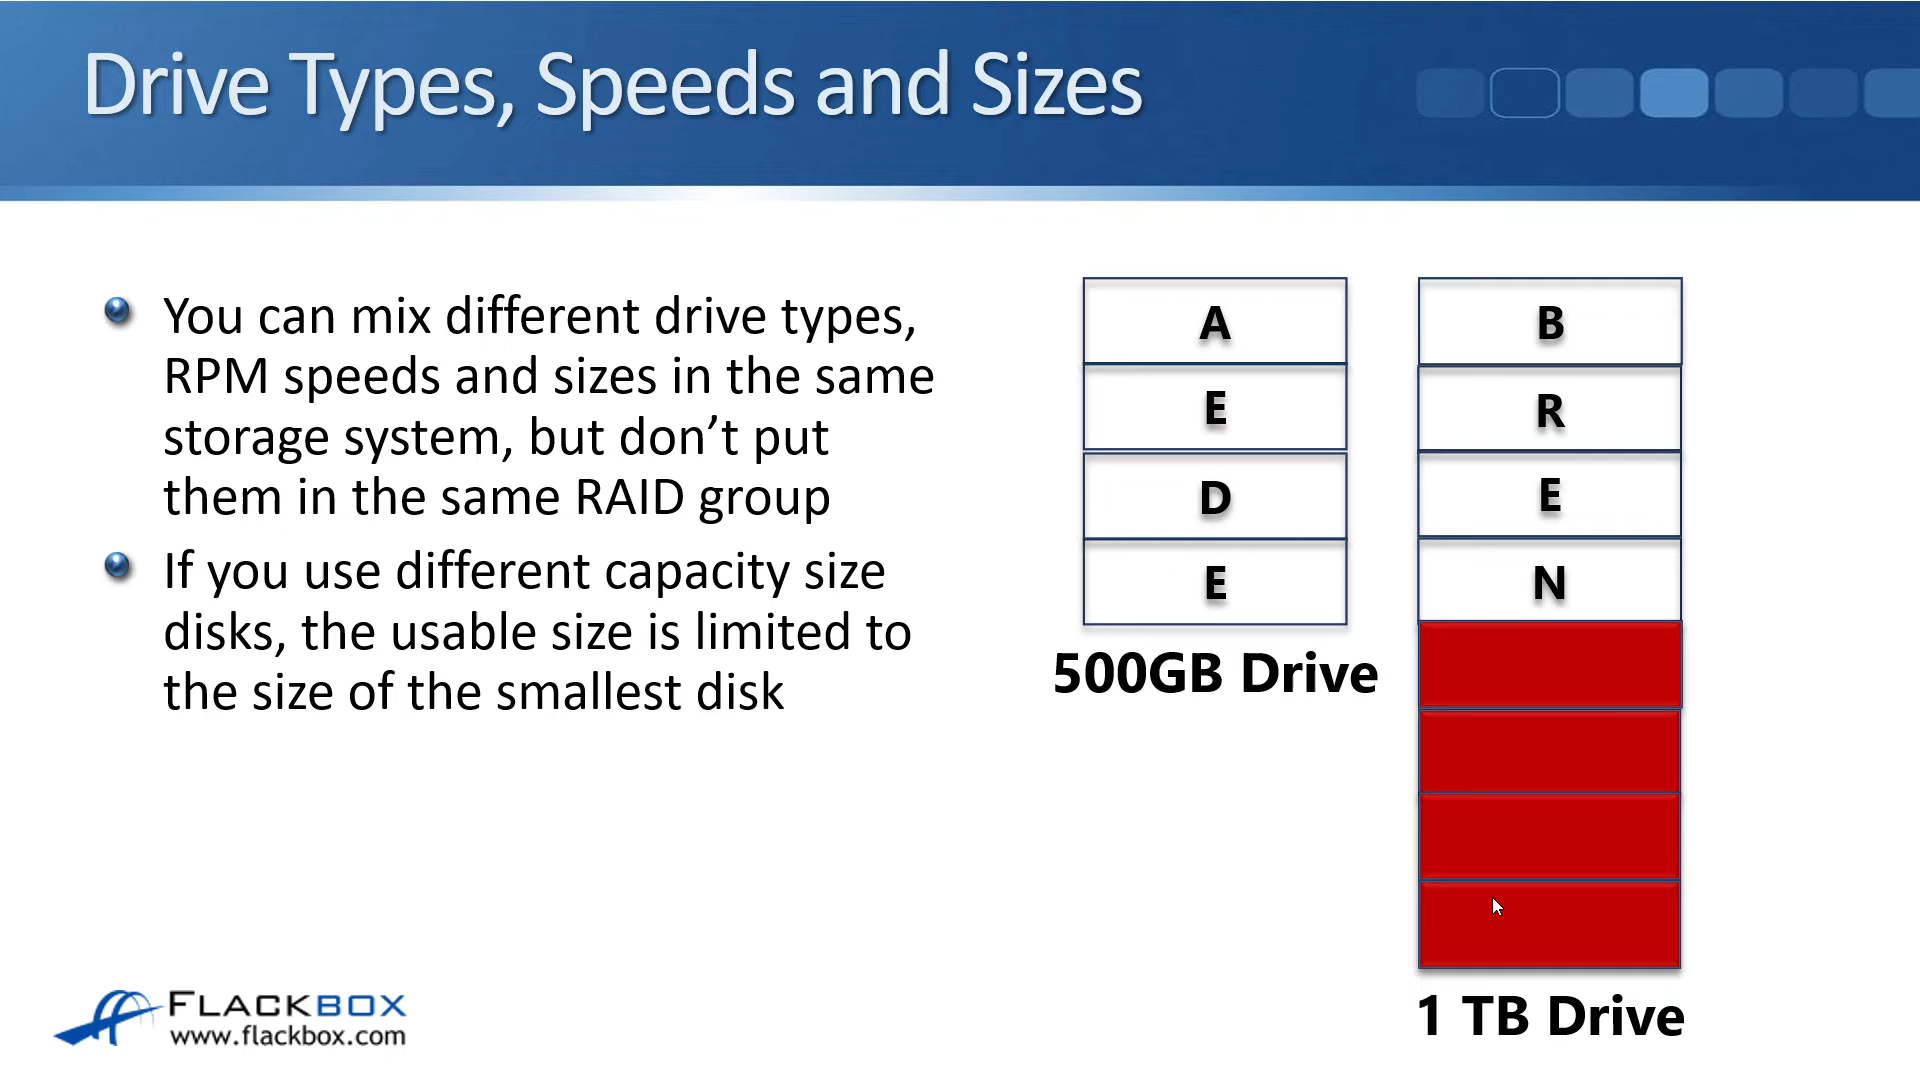 Drive Types, Speeds and Sizes
You can mix different drive types,
RPM speeds and sizes in the same
storage system, but don’t put
them in the same RAID group
If you use different capacity size
disks, the usable size is limited to
the size of the smallest disk
A
E
D
E
500GB Drive
B
R
E
N
1 TB Drive
FLACKBOX
www.flackbox.com